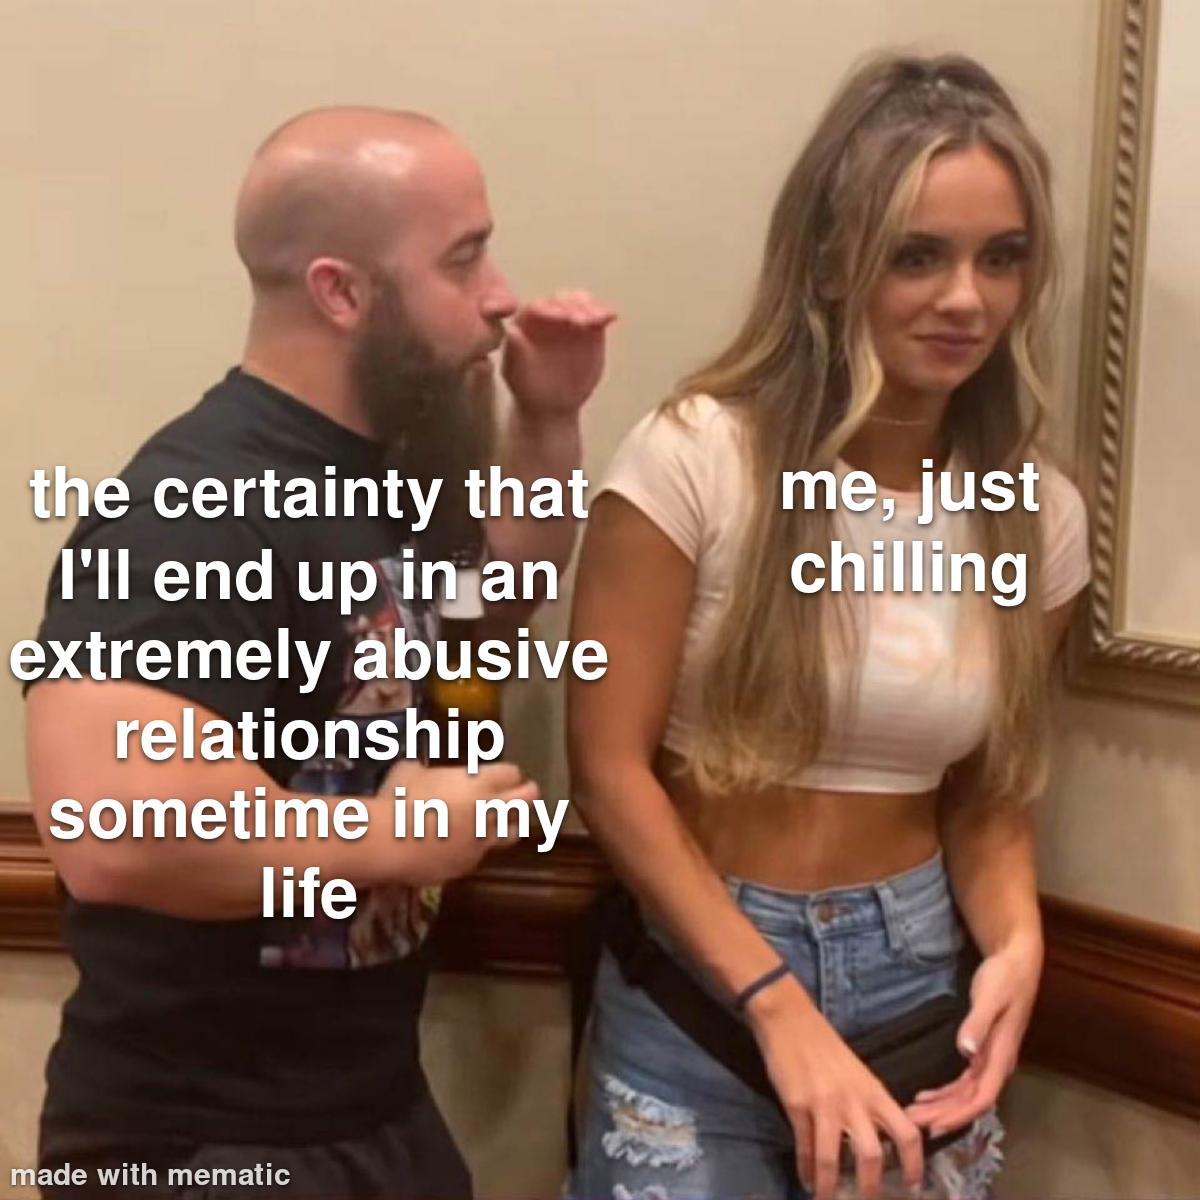 the certainty that
I'll end up in an
extremely abusive
relationship
sometime in my
life
me, just
chilling
made with mematic